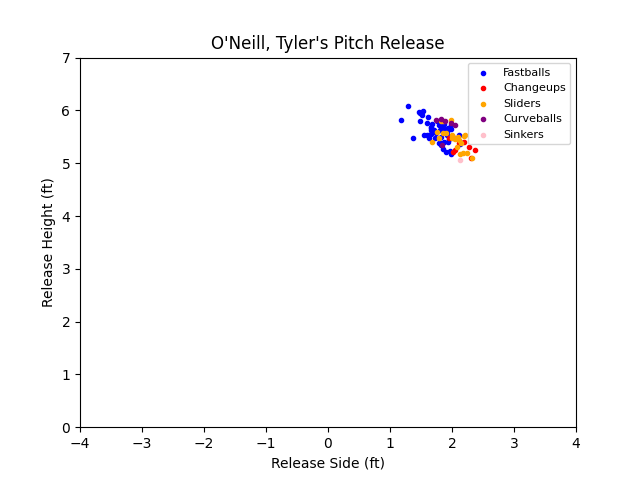 O'Neill, Tyler's Pitch Release
Fastballs
Changeups
Sliders
Curveballs
Sinkers
7
6
5
4
3
2
1
0
Release Height (ft)
−4 −3 −2 −1 0 1 2 3 4
Release Side (ft)